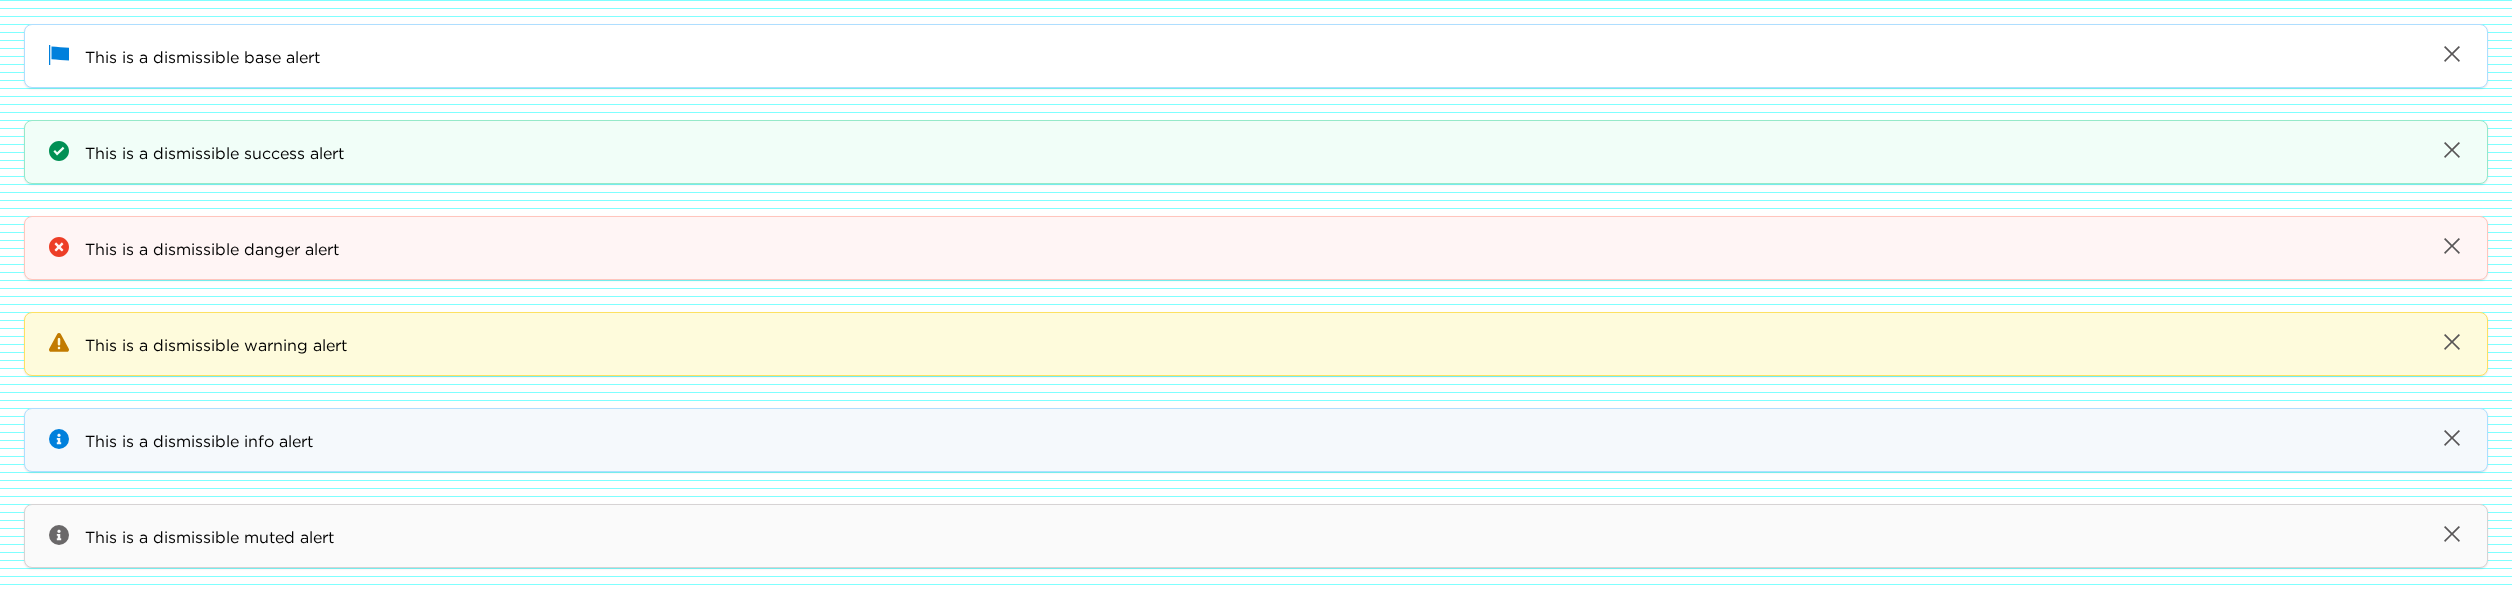 This is a dismissible base alert
This is a dismissible success alert
This is a dismissible danger alert
This is a dismissible warning alert
This is a dismissible info alert
This is a dismissible muted alert